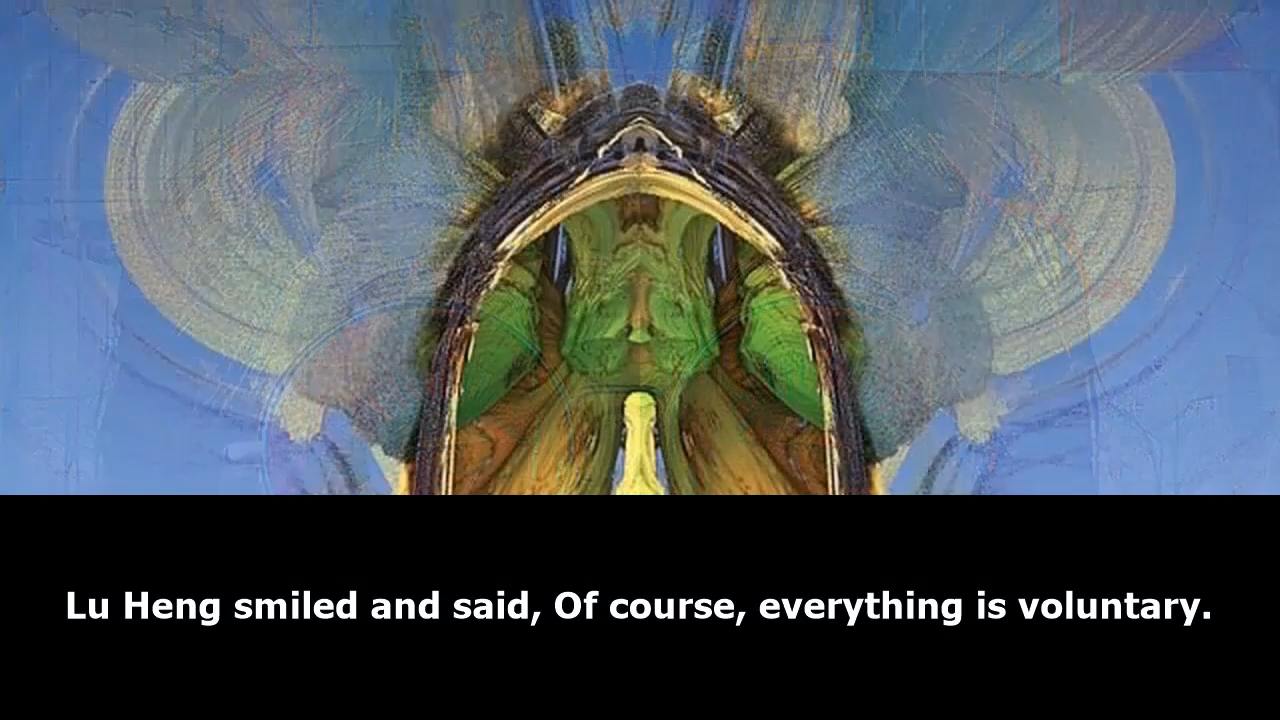 Lu Heng smiled and said, Of course, everything is voluntary.